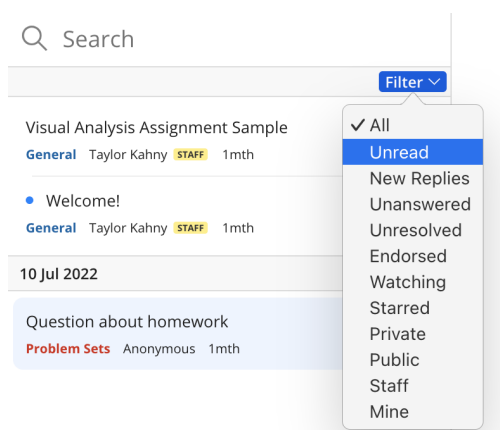 Search
Filter
Visual Analysis Assignment Sample
General Taylor Kahny STAFF 1mth
Welcome!
General Taylor Kahny STAFF 1mth
10 Jul 2022
Question about homework
Problem Sets Anonymous 1mth
✓ All
Unread
New Replies
Unanswered
Unresolved
Endorsed
Watching
Starred
Private
Public
Staff
Mine